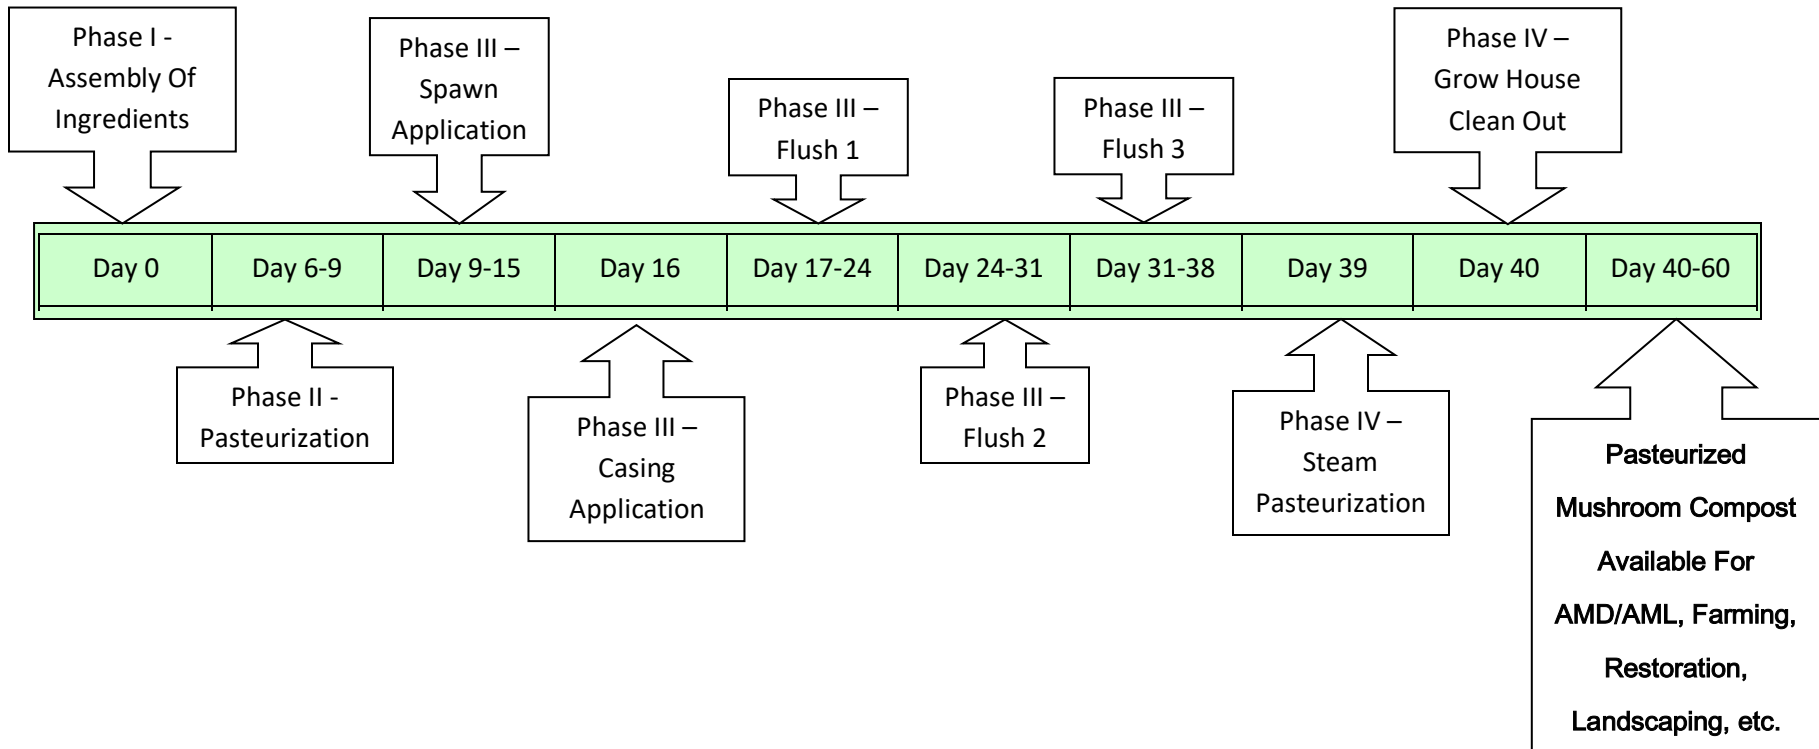 Phase I -
Assembly Of
Ingredients
Phase III –
Spawn
Application
Phase III –
Flush 1
Phase III –
Flush 3
Phase IV –
Grow House
Clean Out
Day 0
Day 6-9
Day 9-15
Day 16
Day 17-24
Day 24-31
Day 31-38
Day 39
Day 40
Day 40-60
Phase II -
Pasteurization
Phase III –
Casing
Application
Phase III –
Flush 2
Phase IV –
Steam
Pasteurization
Pasteurized
Mushroom Compost
Available For
AMD/AML, Farming,
Restoration,
Landscaping, etc.